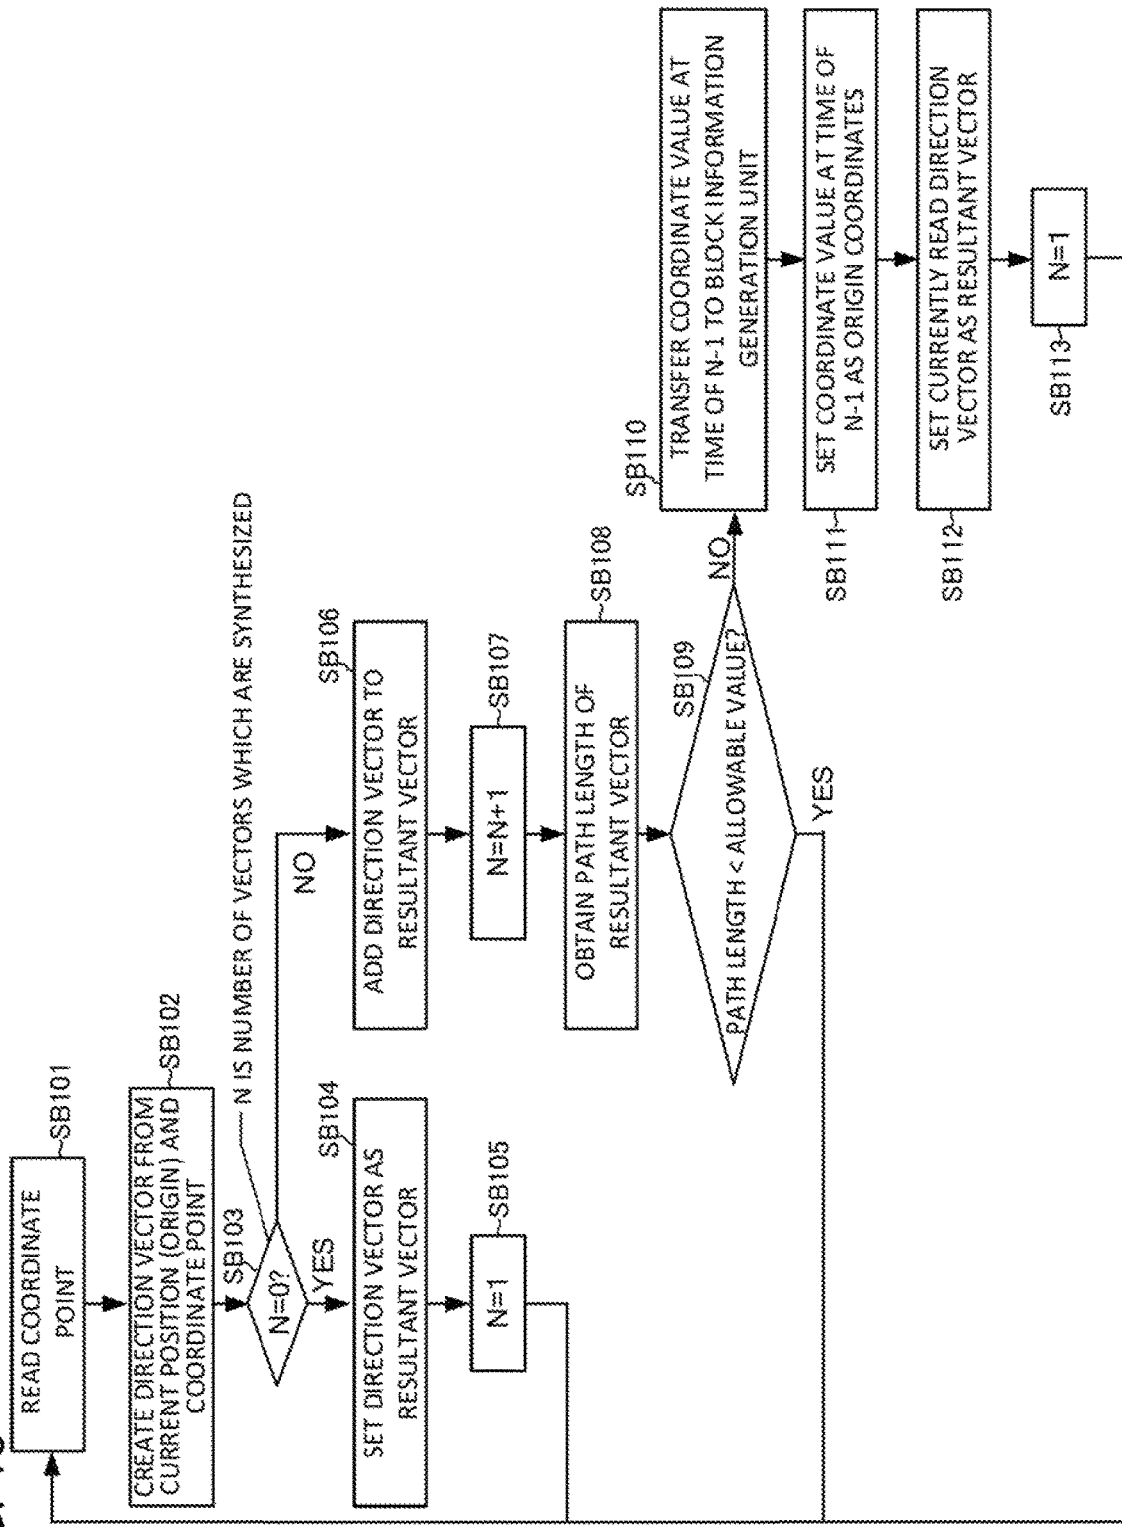 READ COORDINATE
POINT
SB101
CREATE DIRECTION VECTOR FROM
CURRENT POSITION (ORIGIN) AND
COORDINATE POINT
SB102
SB103
N=0?
N IS NUMBER OF VECTORS WHICH ARE SYNTHESIZED
YES
NO
SB104
SET DIRECTION VECTOR AS
RESULTANT VECTOR
N=1
SB105
SB106
ADD DIRECTION VECTOR TO
RESULTANT VECTOR
N=N+1
SB107
OBTAIN PATH LENGTH OF
RESULTANT VECTOR
SB108
SB109
PATH LENGTH < ALLOWABLE VALUE?
YES
NO
SB110
TRANSFER COORDINATE VALUE AT
TIME OF N-1 TO BLOCK INFORMATION
GENERATION UNIT
SET COORDINATE VALUE AT TIME OF
N-1 AS ORIGIN COORDINATES
SB111
SET CURRENTLY READ DIRECTION
VECTOR AS RESULTANT VECTOR
SB112
N=1
SB113